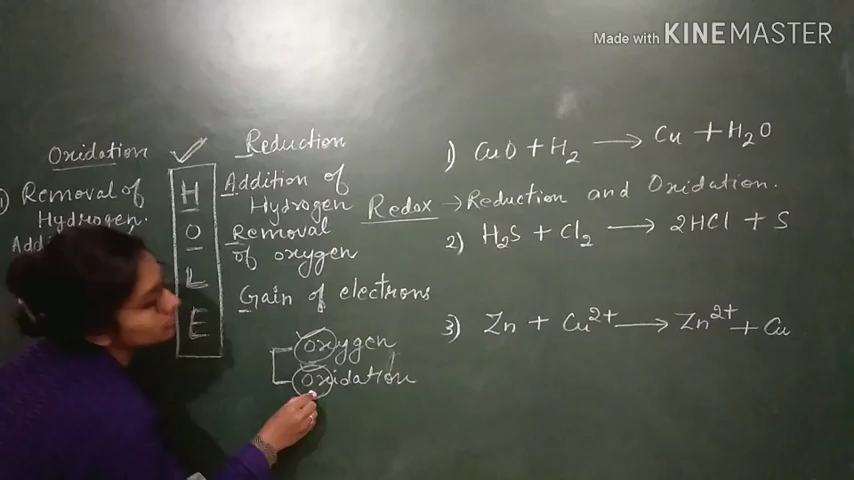 Made with KINEMASTER
Oxidation
1) Removal of
Hydrogen.
H
O
L
E
Reduction
Addition of
Hydrogen
Removal
of oxygen
Gain of electrons
Oxygen
Oxidation
1) CuO + H2 → Cu + H2O
Redox → Reduction and Oxidation.
2) H2S + Cl2 → 2HCl + S
3) Zn + Cu2+ → Zn2+ + Cu